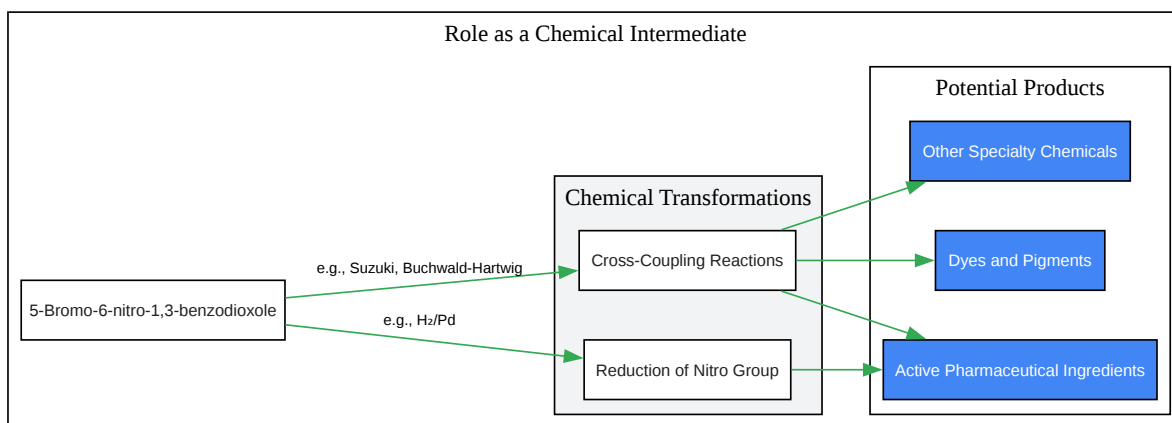 Role as a Chemical Intermediate
Potential Products
Other Specialty Chemicals
Chemical Transformations
e.g., Suzuki, Buchwald-Hartwig
Cross-Coupling Reactions
Dyes and Pigments
5-Bromo-6-nitro-1,3-benzodioxole
e.g., H₂/Pd
Reduction of Nitro Group
Active Pharmaceutical Ingredients